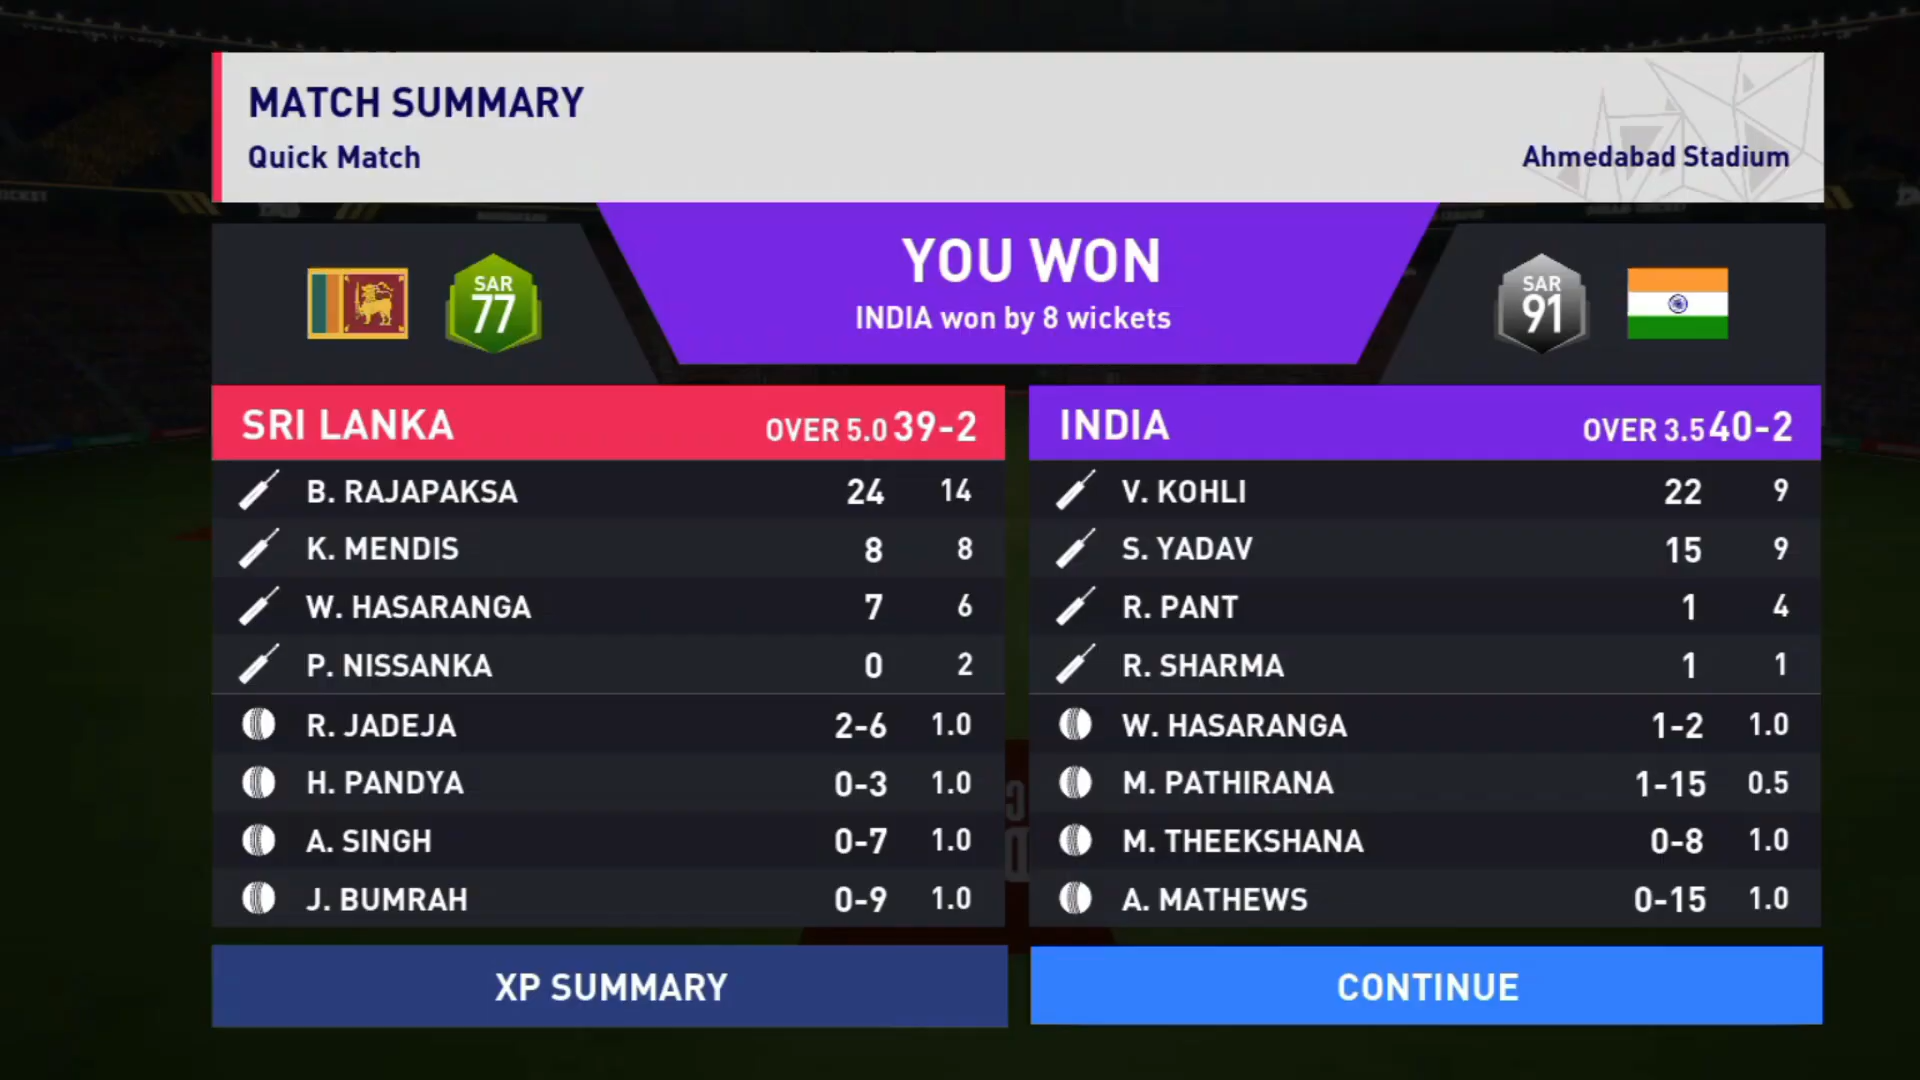 MATCH SUMMARY
Quick Match
Ahmedabad Stadium
YOU WON
INDIA won by 8 wickets
SAR
77
SAR
91
SRI LANKA OVER 5.0 39-2
B. RAJAPAKSA 24 14
K. MENDIS 8 8
W. HASARANGA 7 6
P. NISSANKA 0 2
R. JADEJA 2-6 1.0
H. PANDYA 0-3 1.0
A. SINGH 0-7 1.0
J. BUMRAH 0-9 1.0
INDIA OVER 3.5 40-2
V. KOHLI 22 9
S. YADAV 15 9
R. PANT 1 4
R. SHARMA 1 1
W. HASARANGA 1-2 1.0
M. PATHIRANA 1-15 0.5
M. THEEKSHANA 0-8 1.0
A. MATHEWS 0-15 1.0
XP SUMMARY
CONTINUE